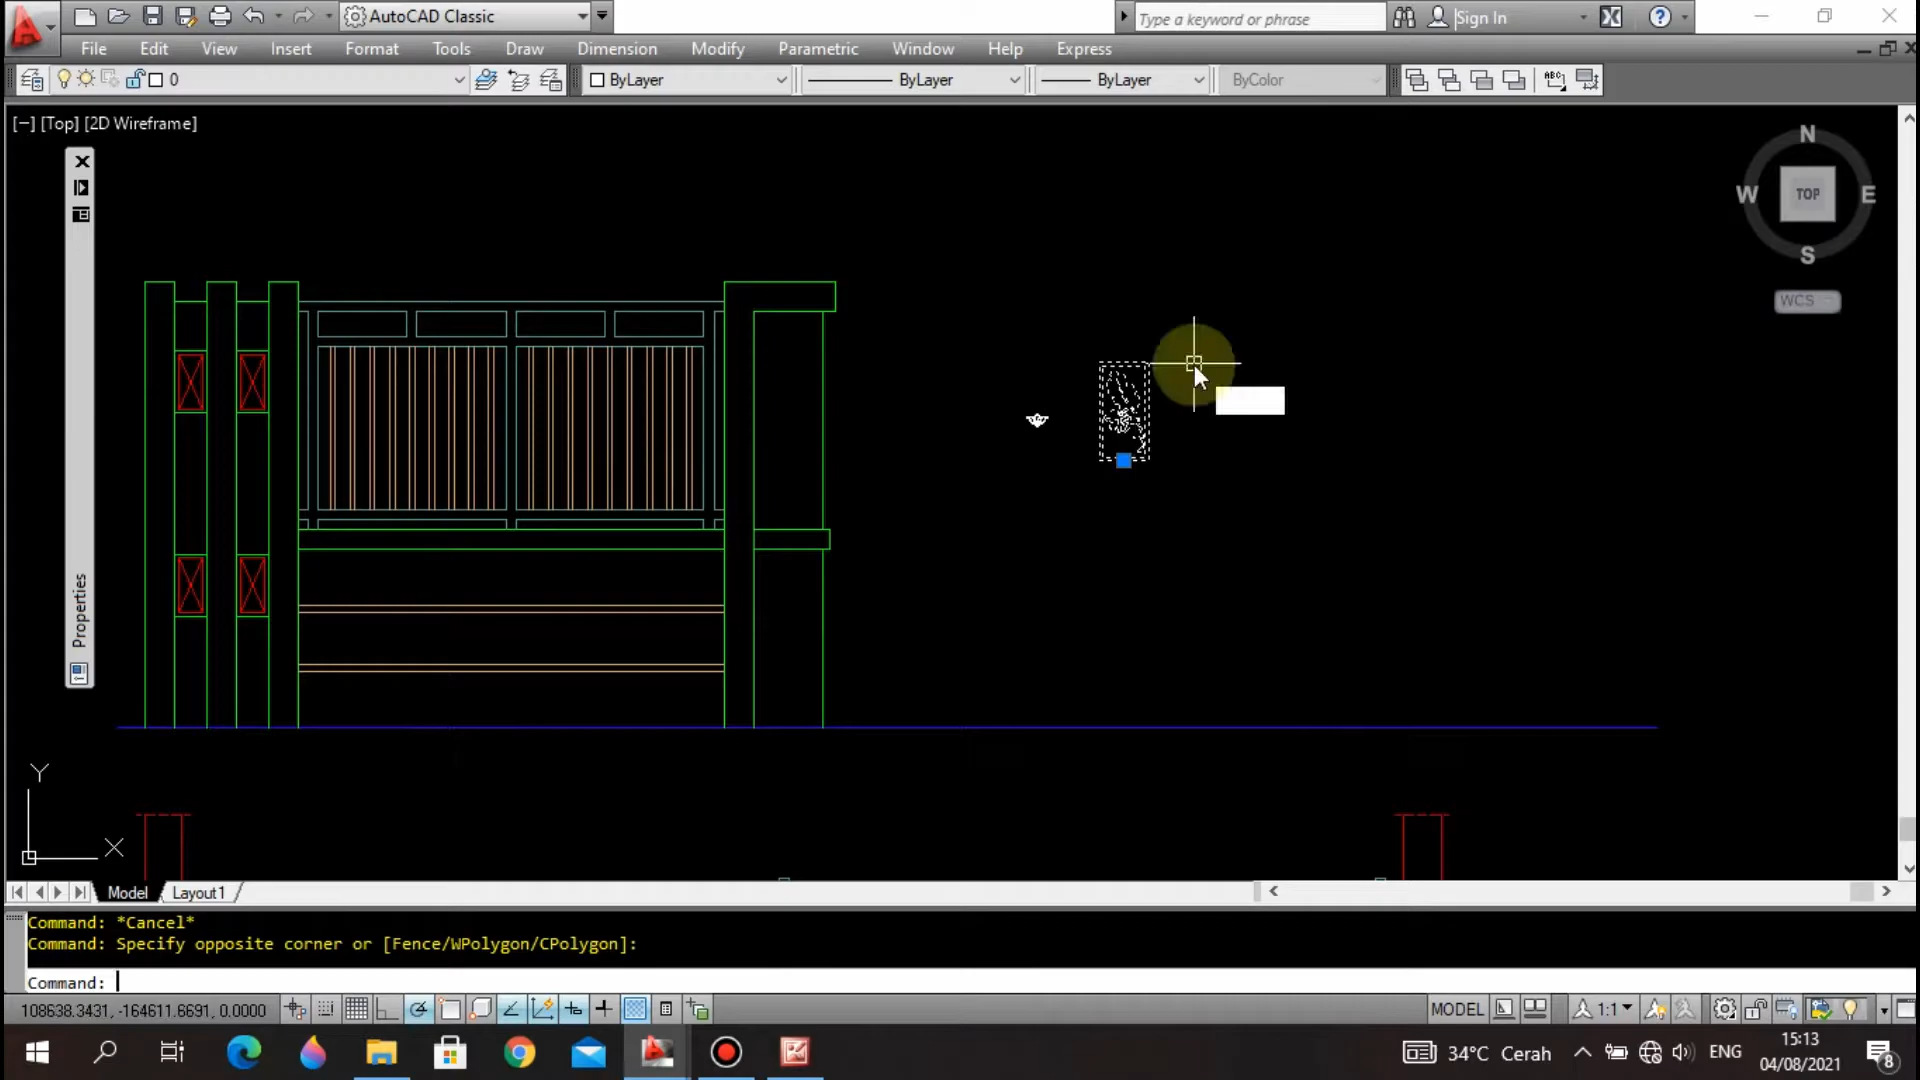 AutoCAD Classic
Type a keyword or phrase
Sign In
File Edit View Insert Format Tools Draw Dimension Modify Parametric Window Help Express
0
ByLayer
ByLayer
ByLayer
ByColor
ABC
[−] [Top] [2D Wireframe]
N
W TOP E
S
WCS
Properties
Y
X
Model Layout1
Command: *Cancel*
Command: Specify opposite corner or [Fence/WPolygon/CPolygon]:
Command:
108638.3431, -164611.6691, 0.0000
MODEL
1:1
34°C Cerah
ENG
15:13
04/08/2021
8